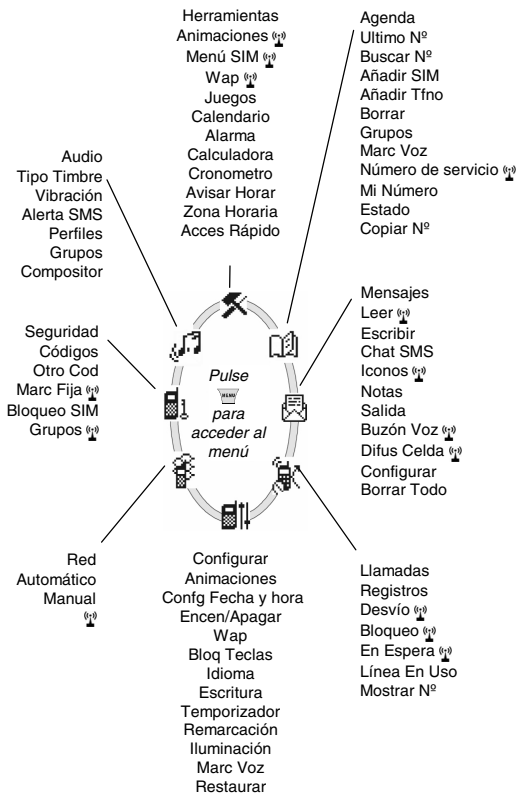 Herramientas
Animaciones
Menú SIM
Wap
Juegos
Calendario
Alarma
Calculadora
Cronometro
Avisar Horar
Zona Horaria
Acces Rápido
Agenda
Ultimo Nº
Buscar Nº
Añadir SIM
Añadir Tfno
Borrar
Grupos
Marc Voz
Número de servicio
Mi Número
Estado
Copiar Nº
Audio
Tipo Timbre
Vibración
Alerta SMS
Perfiles
Grupos
Compositor
Mensajes
Leer
Escribir
Chat SMS
Iconos
Notas
Salida
Buzón Voz
Difus Celda
Configurar
Borrar Todo
Seguridad
Códigos
Otro Cod
Marc Fija
Bloqueo SIM
Grupos
Pulse
MENU
para
acceder al
menú
Red
Automático
Manual
Configurar
Animaciones
Confg Fecha y hora
Encen/Apagar
Wap
Bloq Teclas
Idioma
Escritura
Temporizador
Remarcación
Iluminación
Marc Voz
Restaurar
Llamadas
Registros
Desvío
Bloqueo
En Espera
Línea En Uso
Mostrar Nº